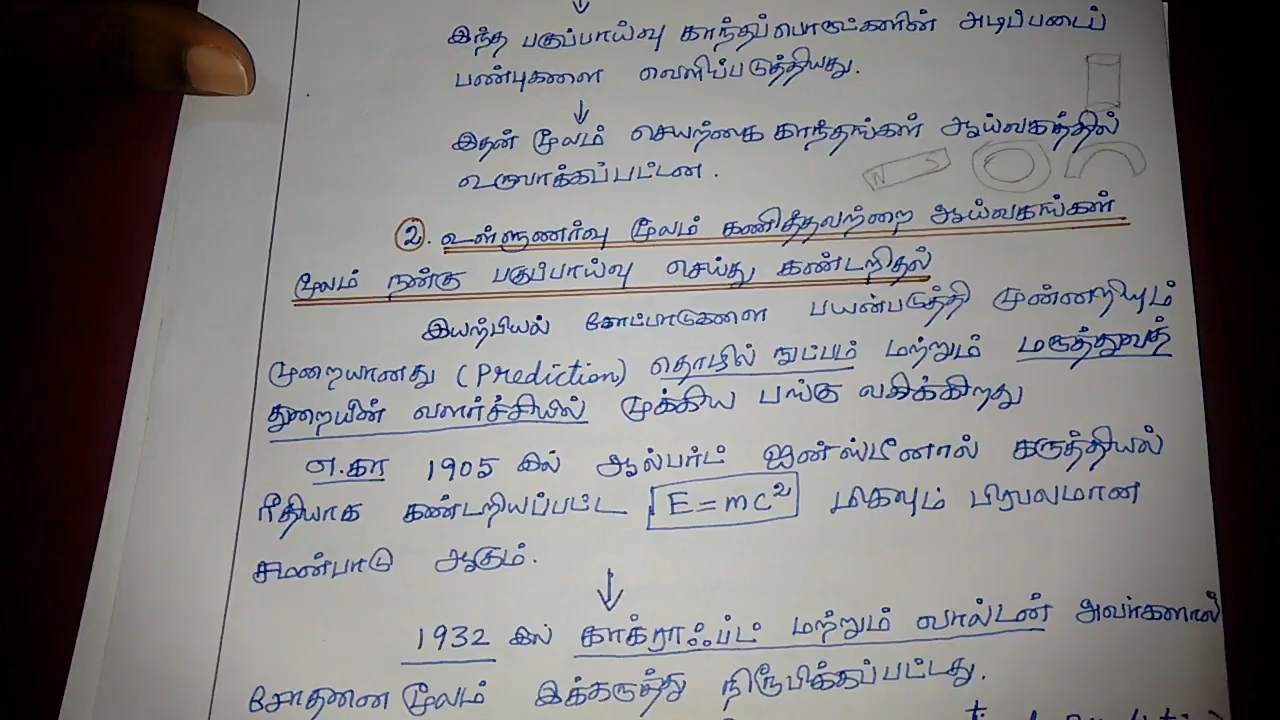 இந்த பகுப்பாய்வு காந்தப்பொருட்களின் அடிப்படைப்
பண்புகளை வெளிப்படுத்தியது.
இதன் மூலம் செயற்கை காந்தங்கள் ஆய்வகத்தில்
உருவாக்கப்பட்டன.
N S
2. உள்ளுணர்வு மூலம் கணித்தவற்றை ஆய்வகங்கள்
மூலம் நன்கு பகுப்பாய்வு செய்து கண்டறிதல்
இயற்பியல் கோட்பாடுகளை பயன்படுத்தி முன்னறியும்
முறையானது (Prediction) தொழில் நுட்பம் மற்றும் மருத்துவத்
துறையின் வளர்ச்சியில் முக்கிய பங்கு வகிக்கிறது
எ.கா 1905 இல் ஆல்பர்ட் ஐன்ஸ்டீனால் கருத்தியல்
ரீதியாக கண்டறியப்பட்ட E = mc² மிகவும் பிரபலமான
சமன்பாடு ஆகும்.
1932 இல் காக்ராஃப்ட் மற்றும் வால்டன் அவர்களால்
சோதனை மூலம் இக்கருத்து நிரூபிக்கப்பட்டது.